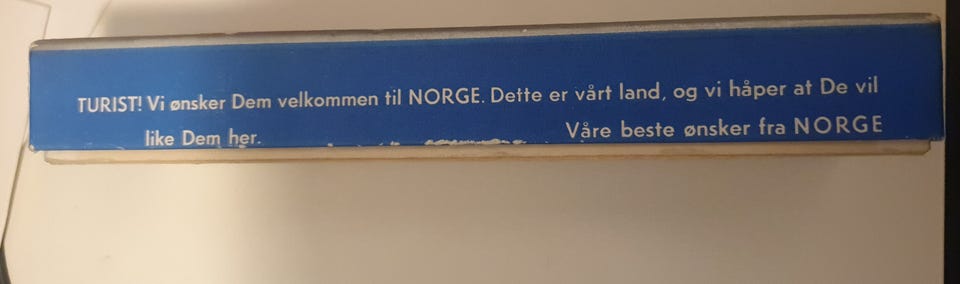 TURIST! Vi ønsker Dem velkommen til NORGE. Dette er vårt land, og vi håper at De vil
like Dem her. Våre beste ønsker fra NORGE